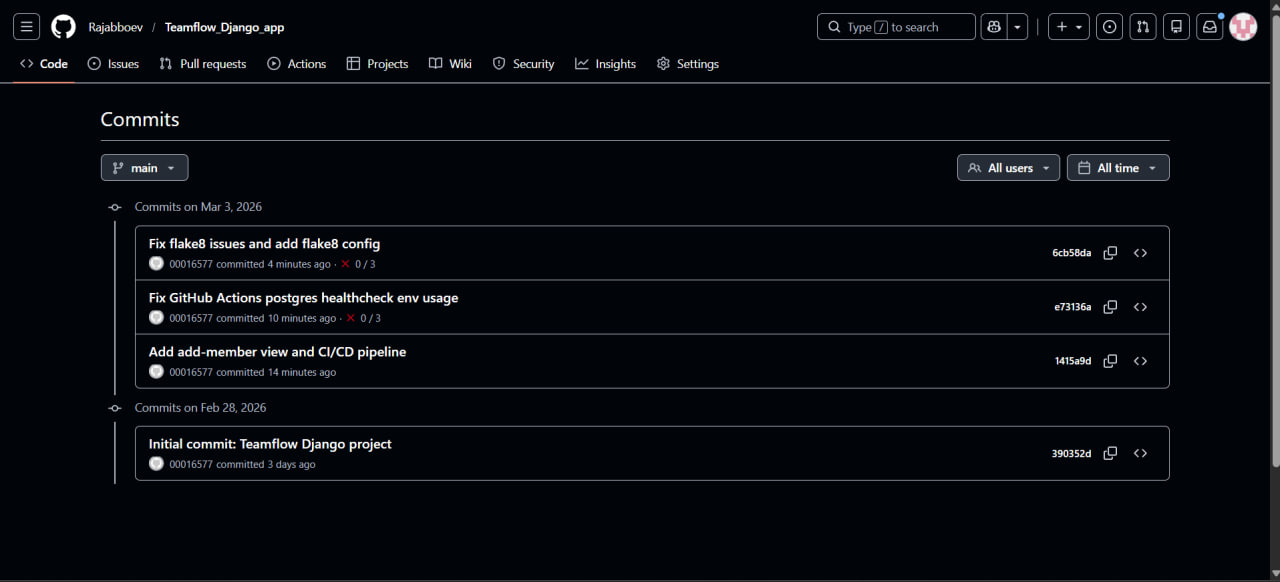 Rajabboev / Teamflow_Django_app
Type / to search
Code Issues Pull requests Actions Projects Wiki Security Insights Settings
Commits
main
All users All time
Commits on Mar 3, 2026
Fix flake8 issues and add flake8 config
6cb58da
00016577 committed 4 minutes ago · 0 / 3
Fix GitHub Actions postgres healthcheck env usage
e73136a
00016577 committed 10 minutes ago · 0 / 3
Add add-member view and CI/CD pipeline
1415a9d
00016577 committed 14 minutes ago
Commits on Feb 28, 2026
Initial commit: Teamflow Django project
390352d
00016577 committed 3 days ago